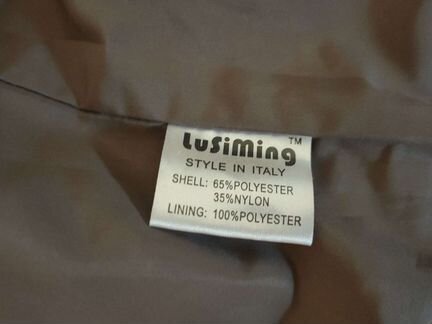 LuSiMing™
STYLE IN ITALY
SHELL: 65%POLYESTER
35%NYLON
LINING: 100%POLYESTER